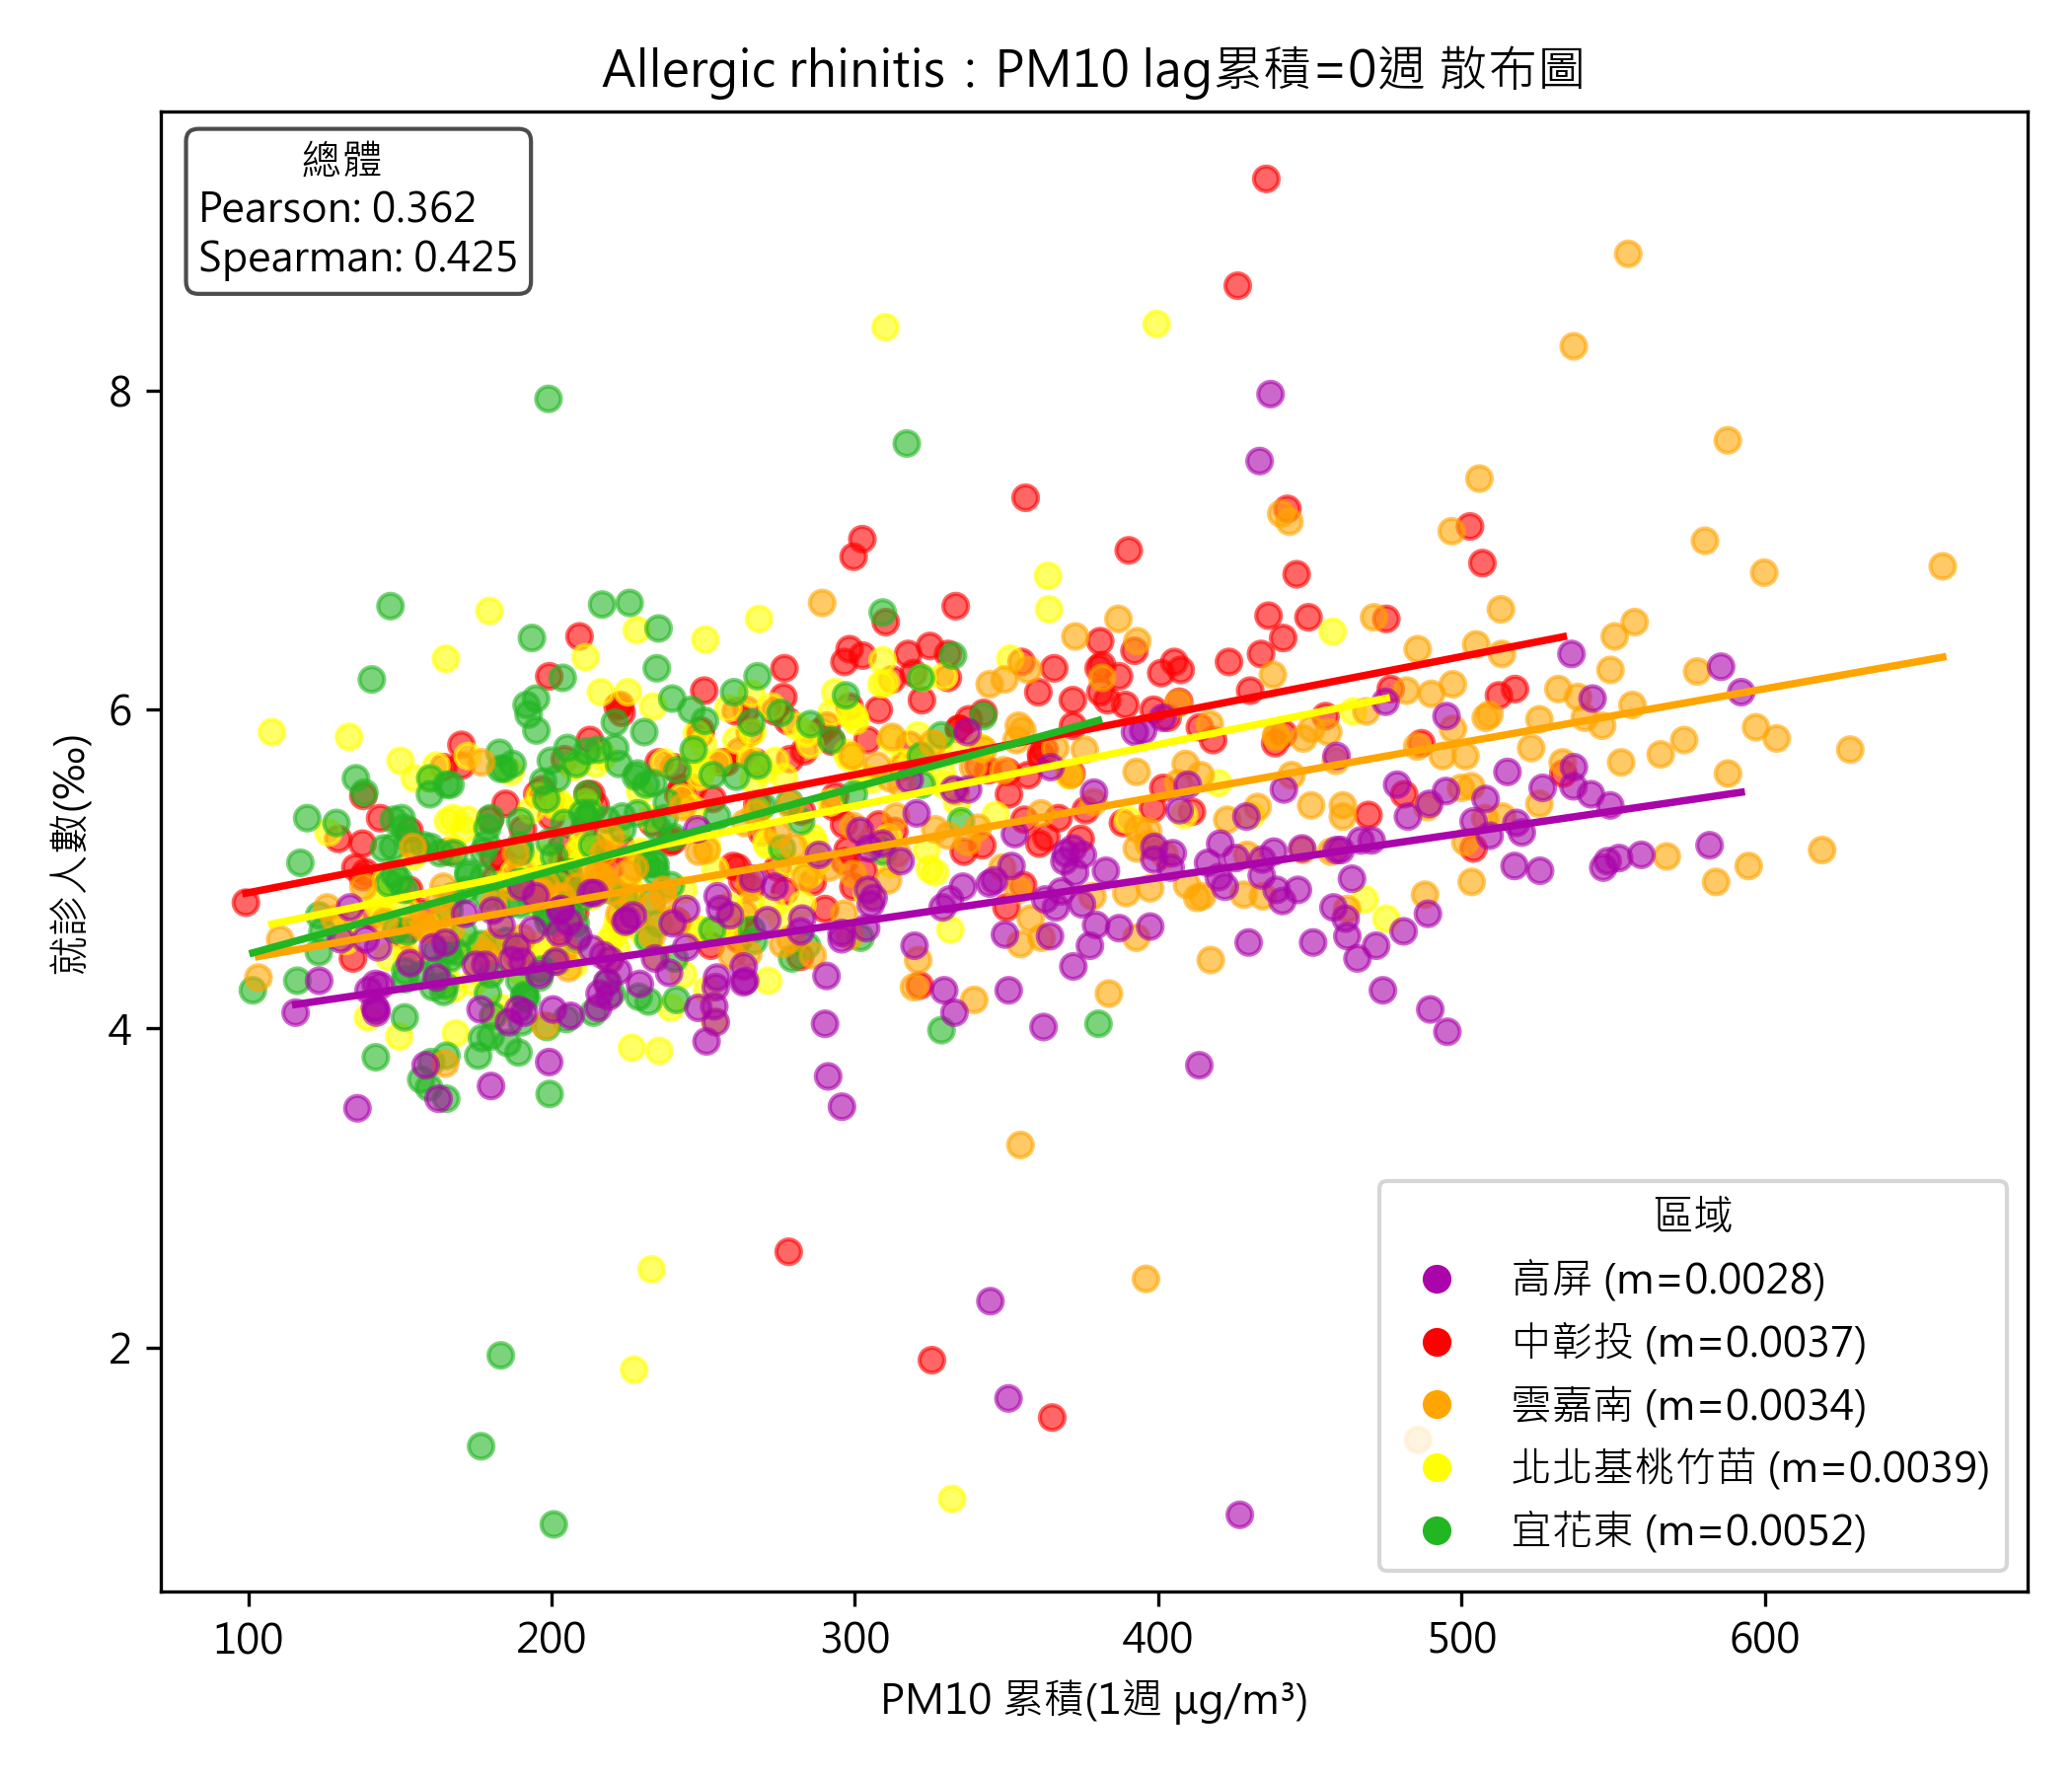 Allergic rhinitis：PM10 lag累積=0週 散布圖
總體
Pearson: 0.362
Spearman: 0.425
就診人數(‰)
8
6
4
2
區域
高屏 (m=0.0028)
中彰投 (m=0.0037)
雲嘉南 (m=0.0034)
北北基桃竹苗 (m=0.0039)
宜花東 (m=0.0052)
100 200 300 400 500 600
PM10 累積(1週 μg/m³)